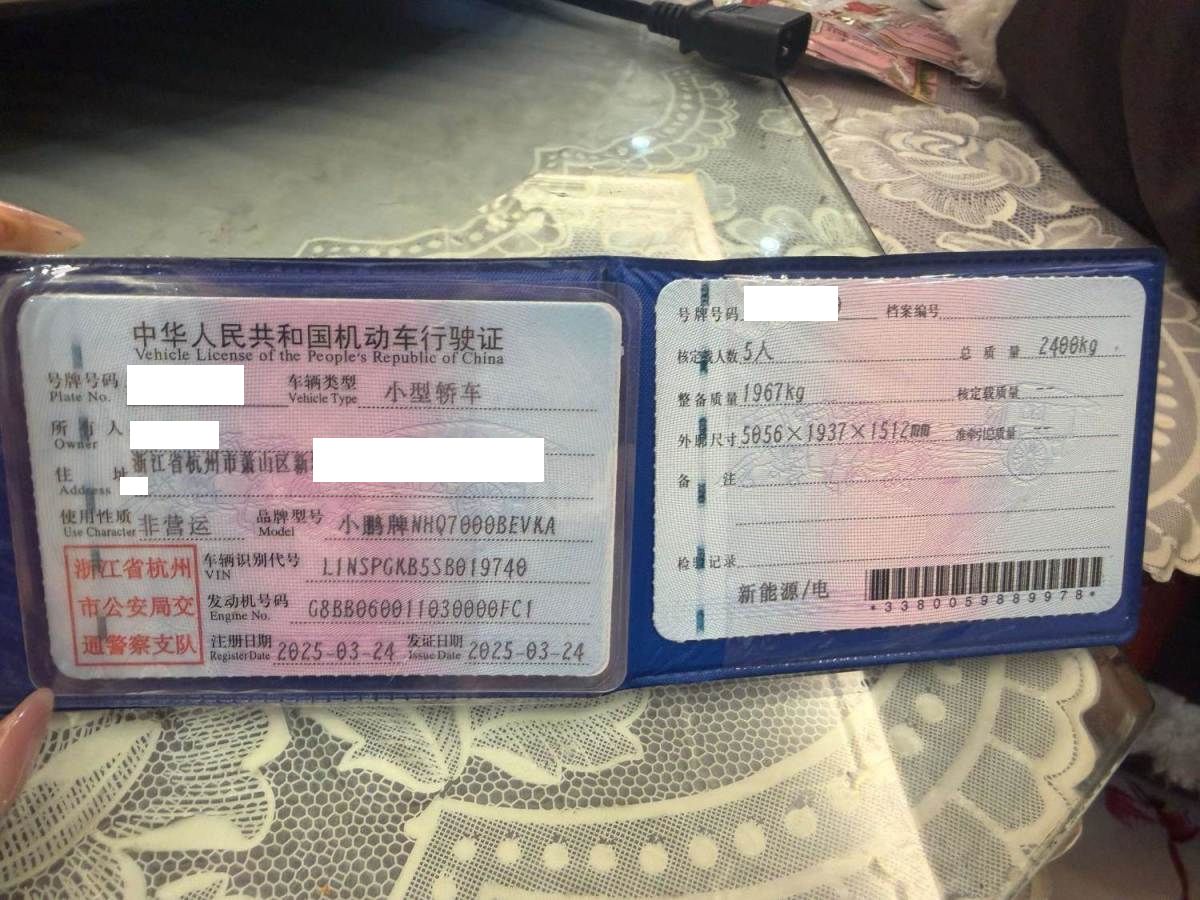 中华人民共和国机动车行驶证
Vehicle License of the People's Republic of China
号牌号码 车辆类型 小型轿车
Plate No. Vehicle Type
所有人
Owner
住址 浙江省杭州市萧山区新
Address
使用性质 非营运 品牌型号 小鹏牌NHQ7000BEVKA
Use Character Model
浙江省杭州
市公安局交
通警察支队
车辆识别代号 L1NSPGKB5SB019740
VIN
发动机号码 G8BB060011030000FC1
Engine No.
注册日期 2025-03-24 发证日期 2025-03-24
Register Date Issue Date
号牌号码 档案编号
核定载人数 5人 总质量 2400kg
整备质量 1967kg 核定载质量 --
外廓尺寸 5056×1937×1512mm 准牵引总质量 --
备注
检验记录
新能源/电
*3380059889978*